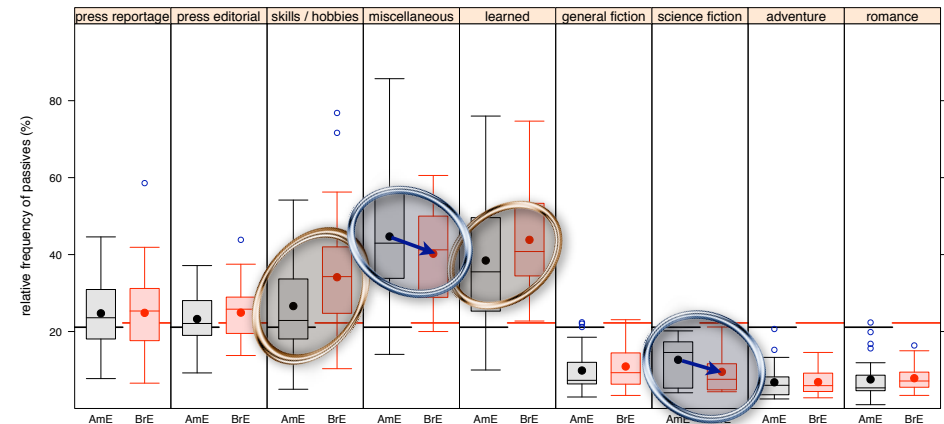 press reportage press editorial skills / hobbies miscellaneous learned general fiction science fiction adventure romance
relative frequency of passives (%)
80
60
40
20
AmE BrE AmE BrE AmE BrE AmE BrE AmE BrE AmE BrE AmE BrE AmE BrE AmE BrE